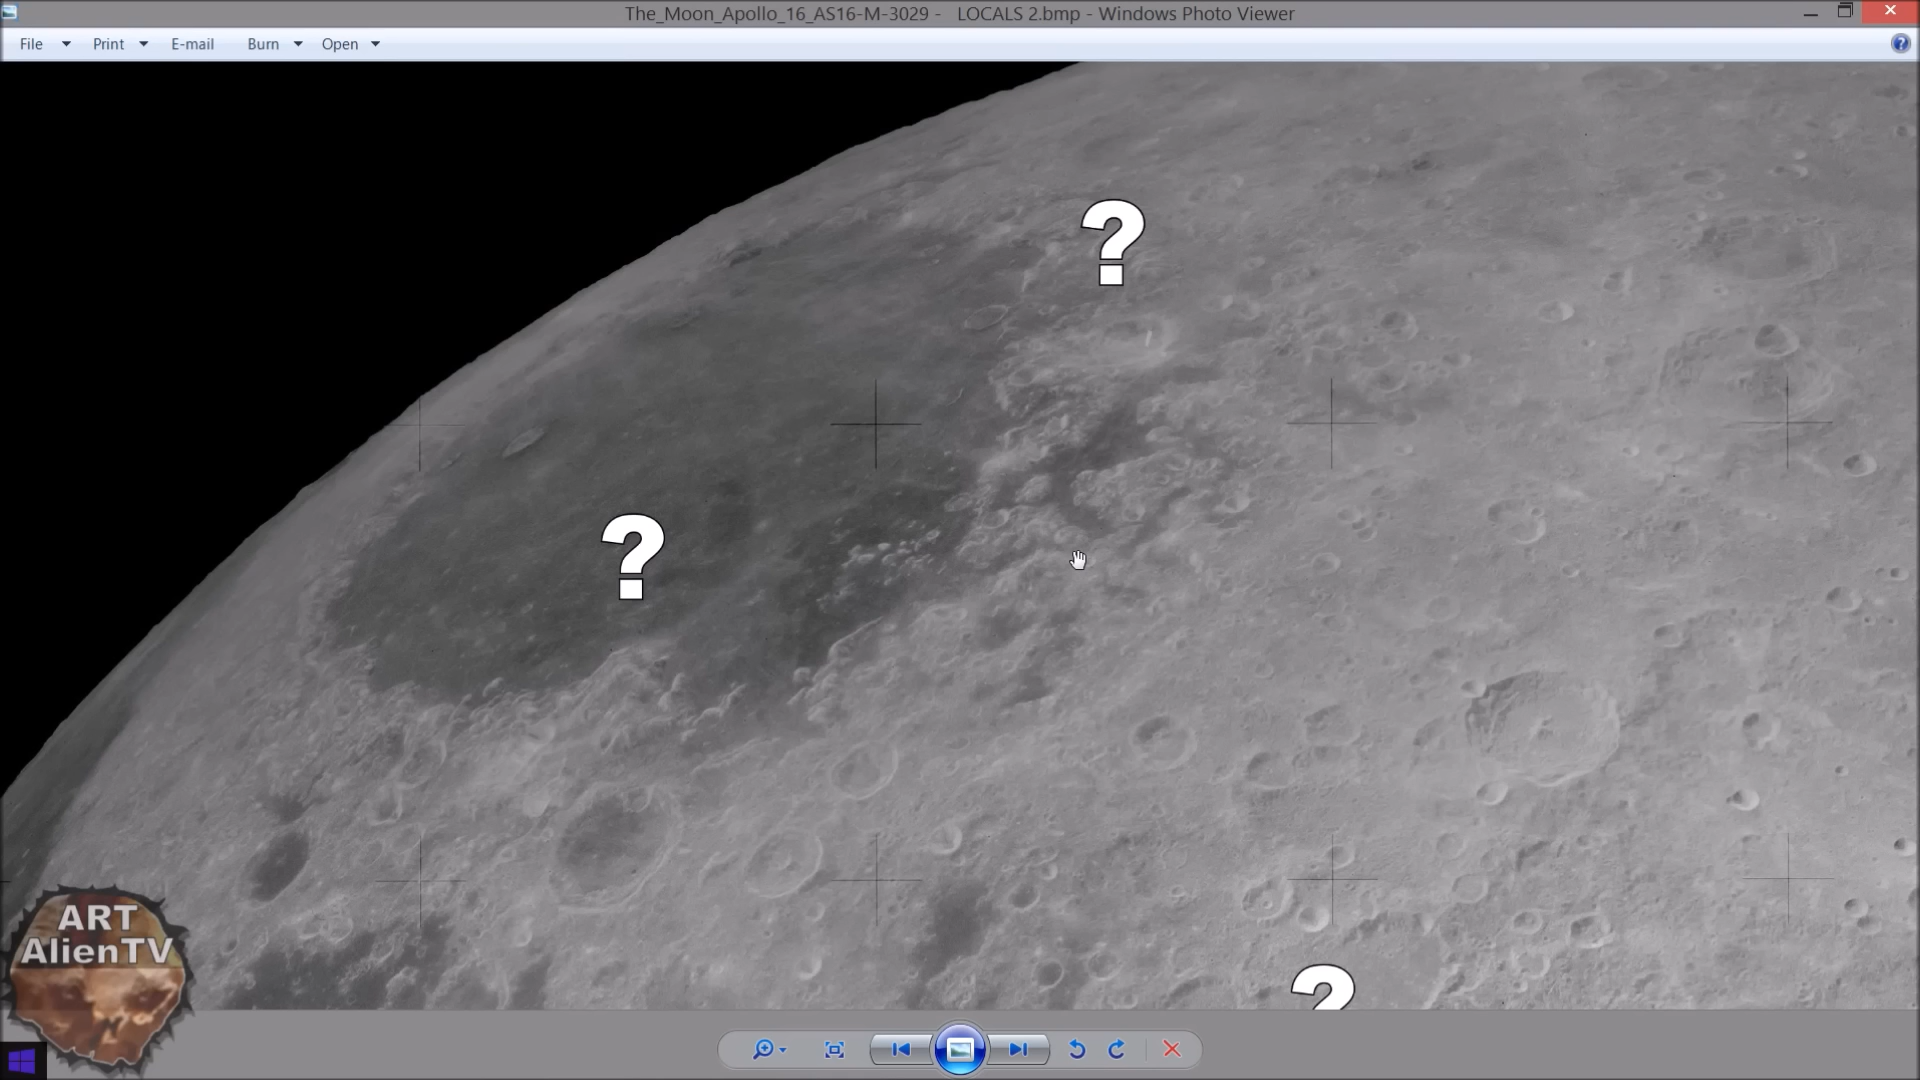 The_Moon_Apollo_16_AS16-M-3029 -   LOCALS 2.bmp - Windows Photo Viewer
File Print E-mail Burn Open ?
?
?
?
ART
AlienTV